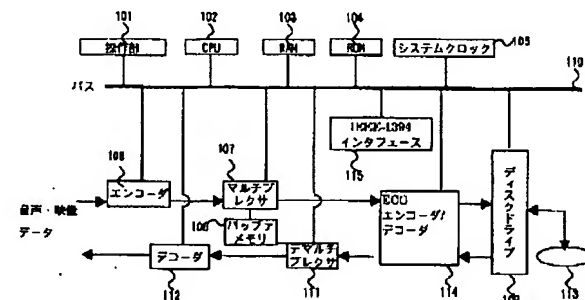 101
102
103
104
操作部
CPU
RAM
ROM
システムクロック
105
110
バス
IEEE-1394
インタフェース
115
107
エンコーダ
マルチプレクサ
バッファメモリ
音声・映像データ
デコーダ
デマルチプレクサ
ECC
エンコーダ/デコーダ
ディスクドライブ
112
111
114
113